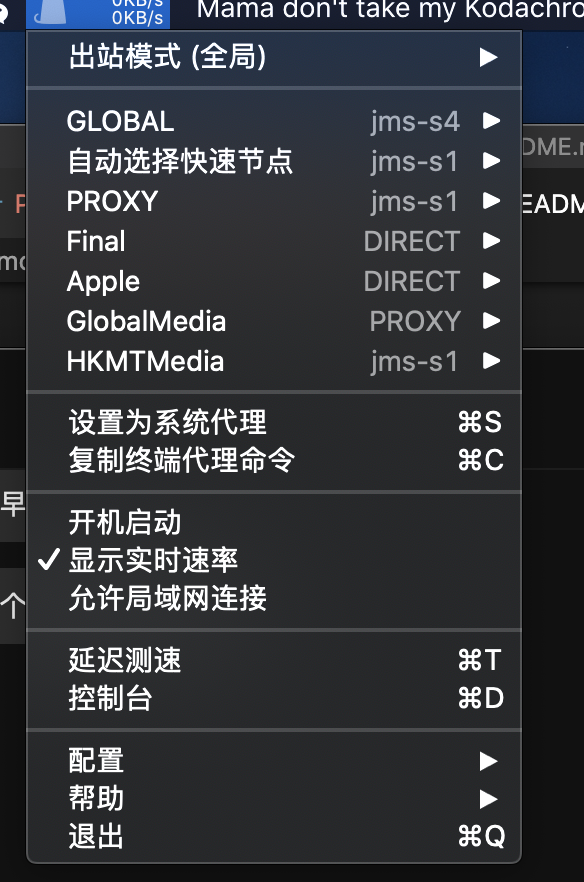 0KB/s
0KB/s
Mama don't take my Kodachro
出站模式 (全局)
GLOBAL jms-s4
自动选择快速节点 jms-s1
DME.r
PROXY jms-s1
EADM
Final DIRECT
Apple DIRECT
GlobalMedia PROXY
HKMTMedia jms-s1
设置为系统代理 ⌘S
复制终端代理命令 ⌘C
早
开机启动
✓ 显示实时速率
允许局域网连接
个
延迟测速 ⌘T
控制台 ⌘D
配置
帮助
退出 ⌘Q